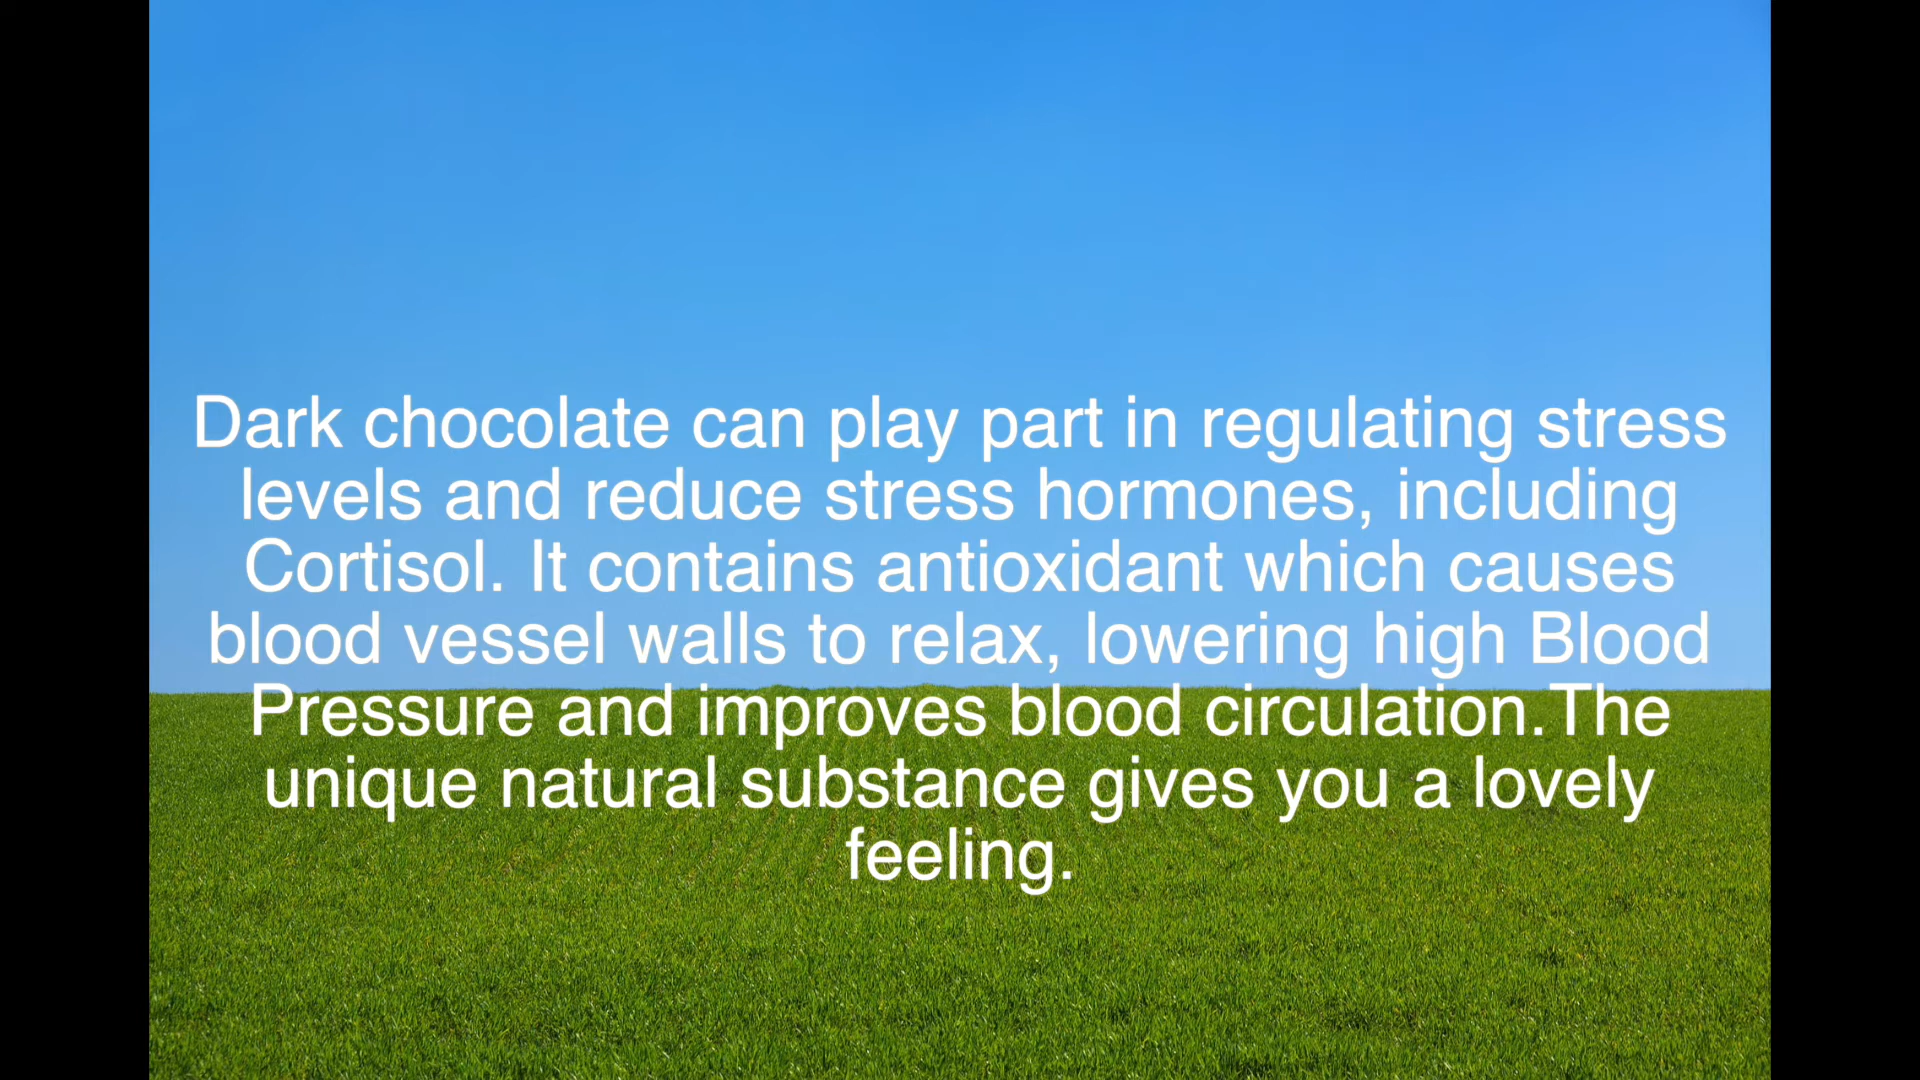 Dark chocolate can play part in regulating stress
levels and reduce stress hormones, including
Cortisol. It contains antioxidant which causes
blood vessel walls to relax, lowering high Blood
Pressure and improves blood circulation.The
unique natural substance gives you a lovely
feeling.